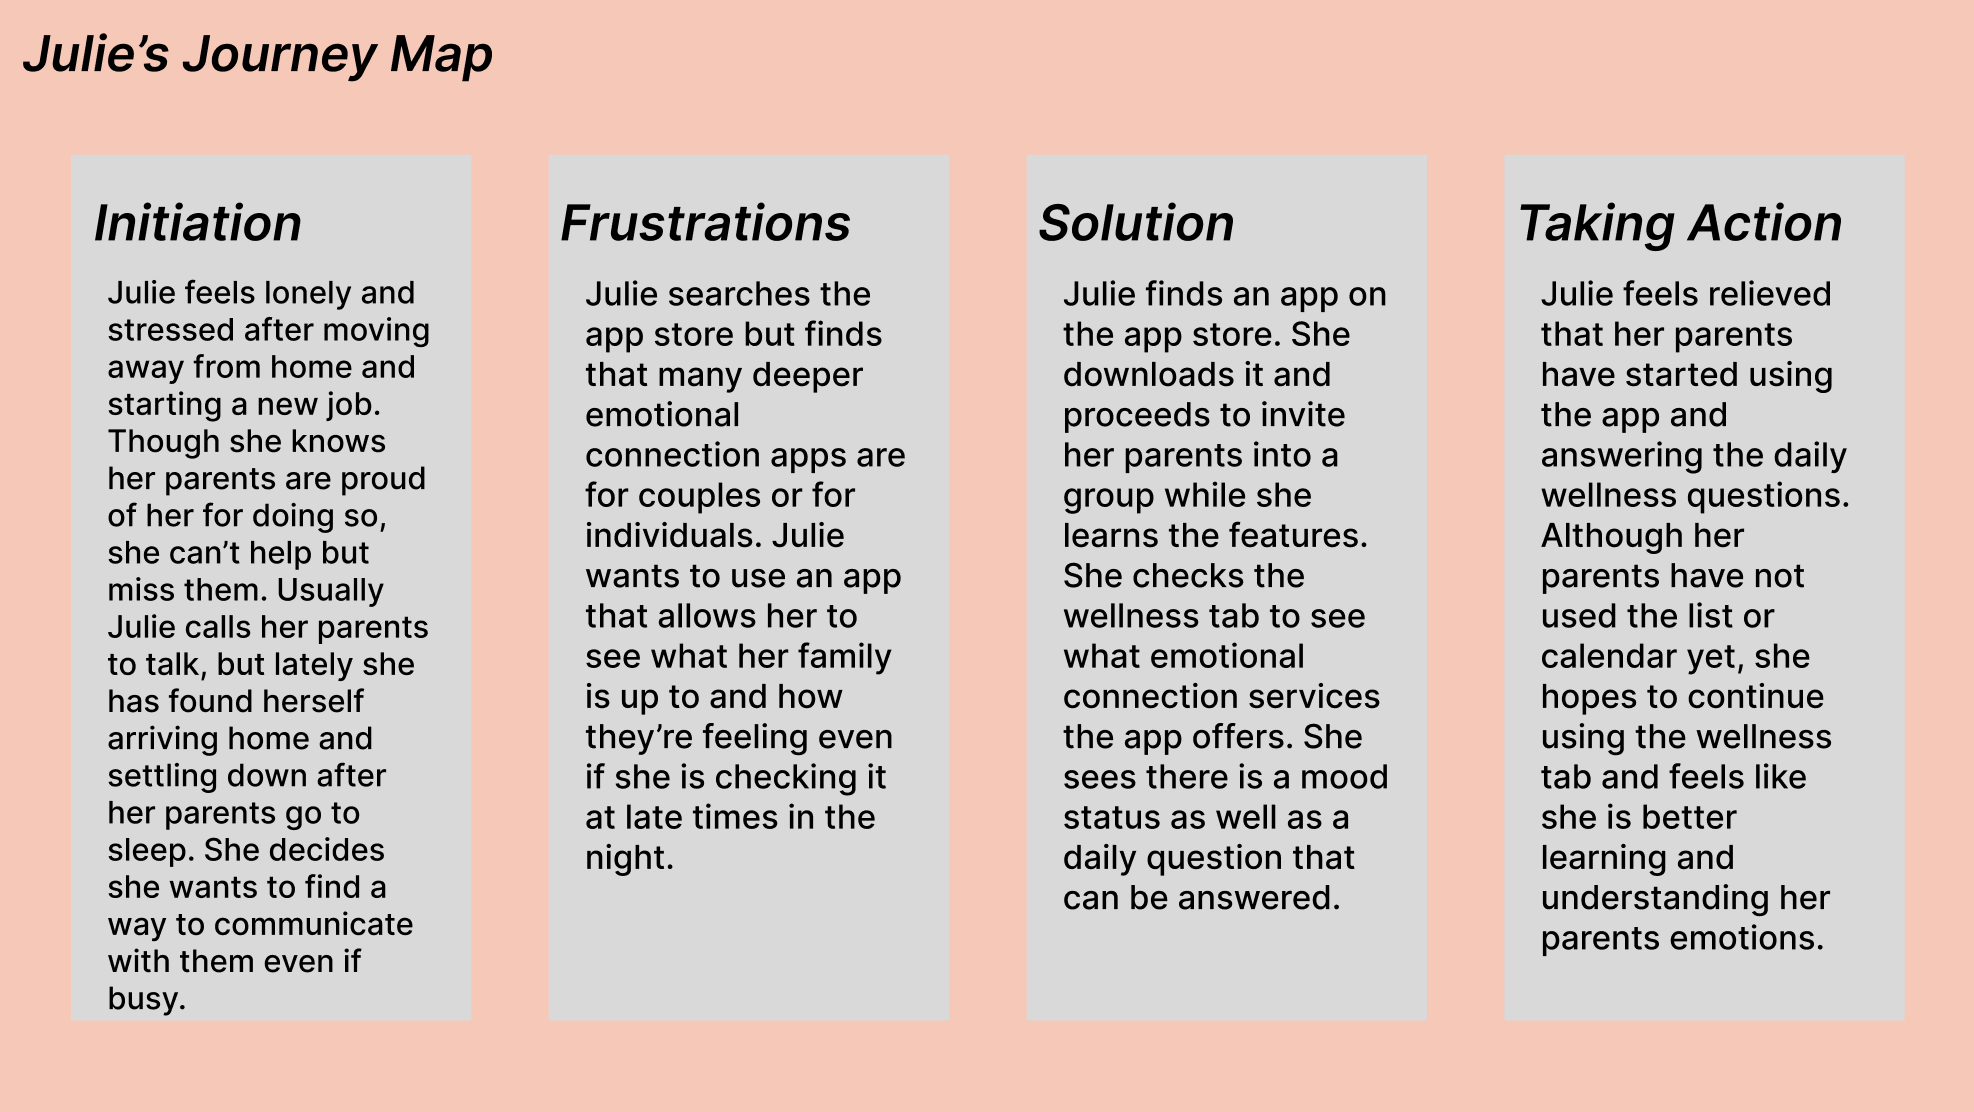 Julie’s Journey Map
Initiation
Julie feels lonely and
stressed after moving
away from home and
starting a new job.
Though she knows
her parents are proud
of her for doing so,
she can’t help but
miss them. Usually
Julie calls her parents
to talk, but lately she
has found herself
arriving home and
settling down after
her parents go to
sleep. She decides
she wants to find a
way to communicate
with them even if
busy.
Frustrations
Julie searches the
app store but finds
that many deeper
emotional
connection apps are
for couples or for
individuals. Julie
wants to use an app
that allows her to
see what her family
is up to and how
they’re feeling even
if she is checking it
at late times in the
night.
Solution
Julie finds an app on
the app store. She
downloads it and
proceeds to invite
her parents into a
group while she
learns the features.
She checks the
wellness tab to see
what emotional
connection services
the app offers. She
sees there is a mood
status as well as a
daily question that
can be answered.
Taking Action
Julie feels relieved
that her parents
have started using
the app and
answering the daily
wellness questions.
Although her
parents have not
used the list or
calendar yet, she
hopes to continue
using the wellness
tab and feels like
she is better
learning and
understanding her
parents emotions.